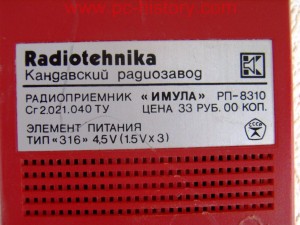 Radiotehnika
Кандавский радиозавод
РАДИОПРИЕМНИК «ИМУЛА» РП-8310
Сг2.021.040 ТУ ЦЕНА 33 РУБ. 00 КОП.
ЭЛЕМЕНТ ПИТАНИЯ
ТИП «316» 4,5V (1.5V x 3)